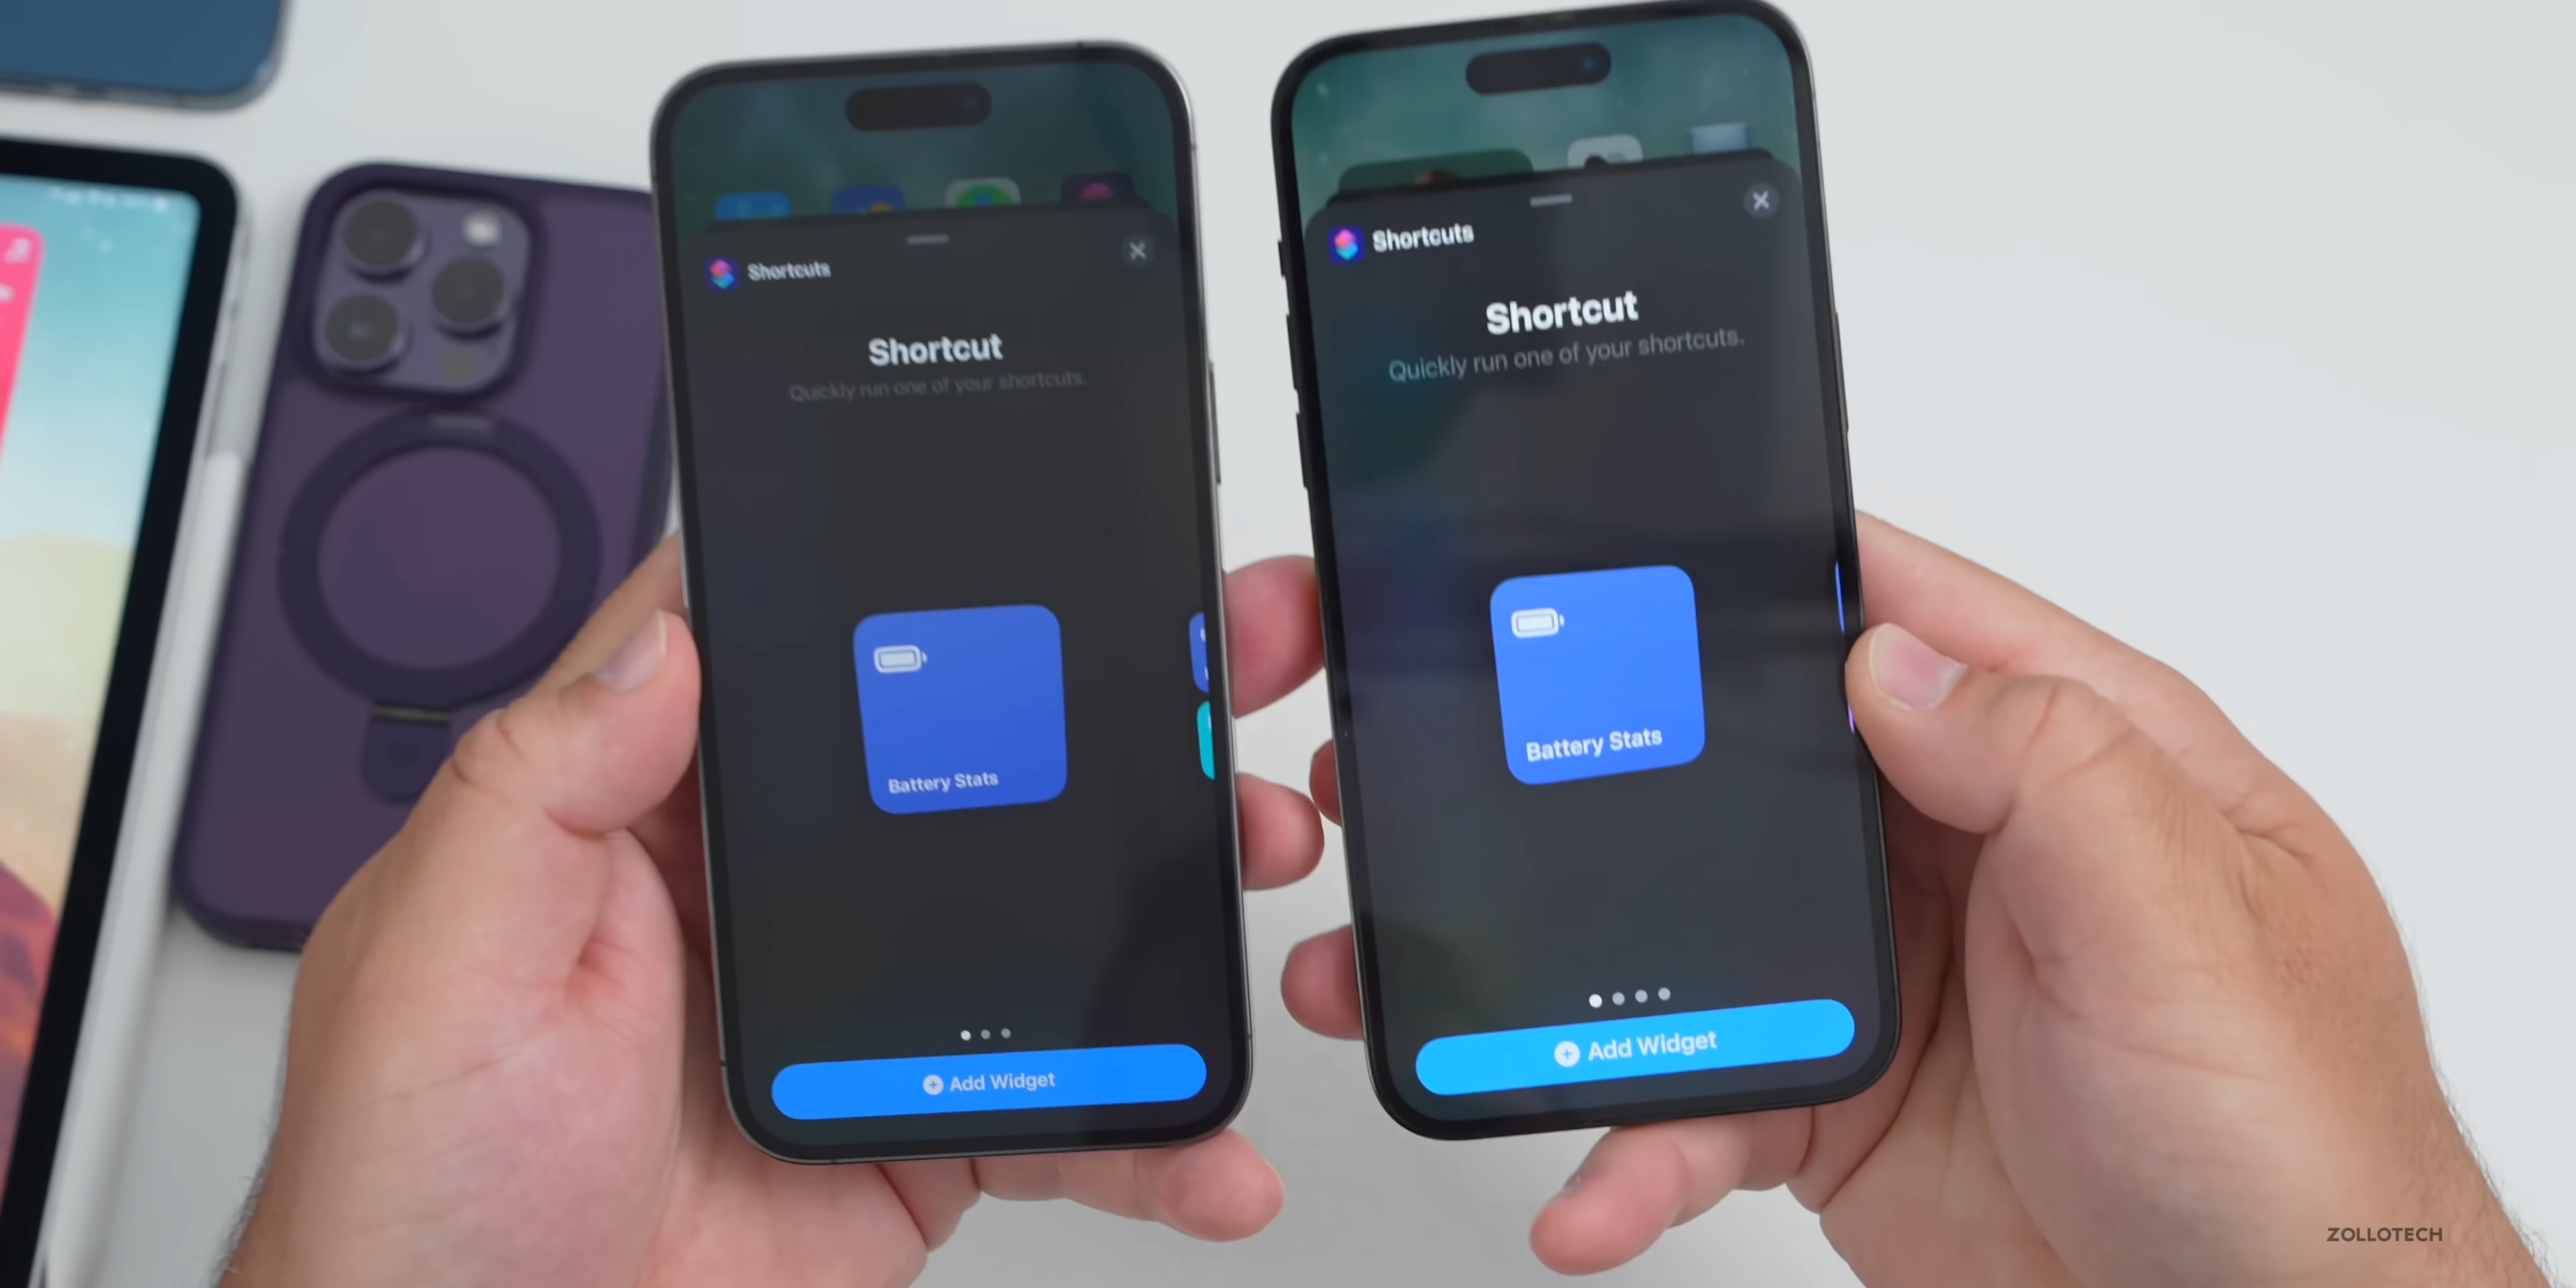 Shortcuts
Shortcut
Quickly run one of your shortcuts.
Battery Stats
Add Widget
Shortcuts
Shortcut
Quickly run one of your shortcuts.
Battery Stats
Add Widget
ZOLLOTECH